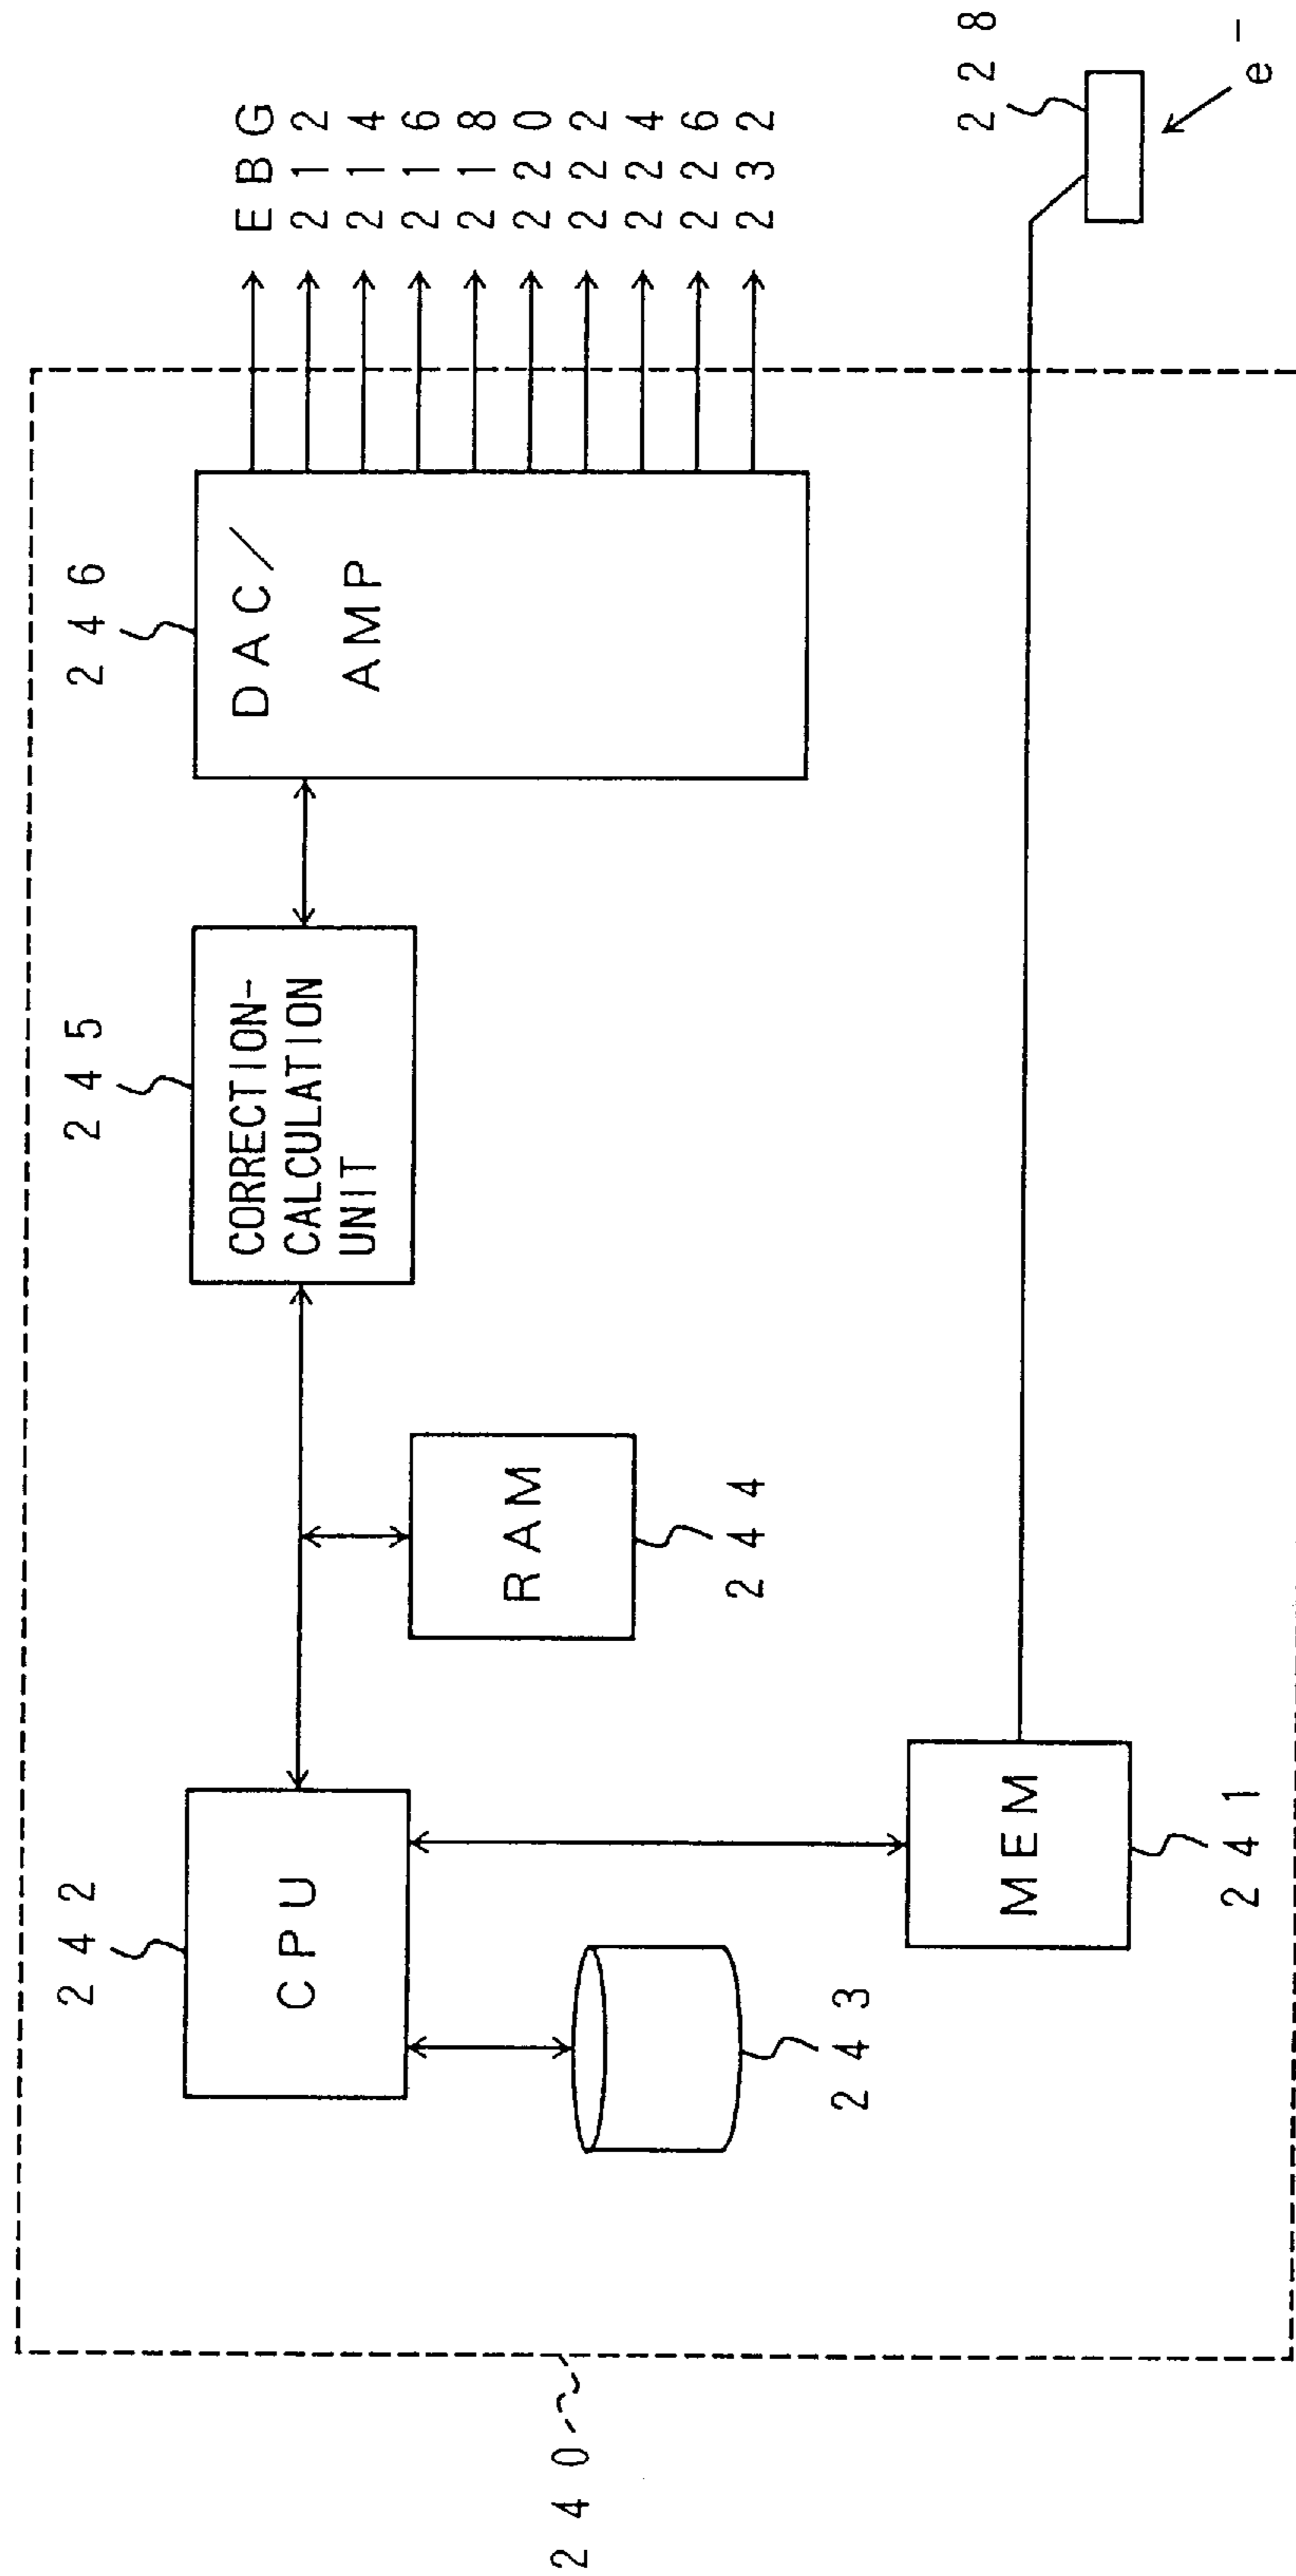 240
242
CPU
243
MEM
241
RAM
244
245
CORRECTION-
CALCULATION
UNIT
246
DAC/
AMP
EBG
212
214
216
218
220
222
224
226
232
228
e-